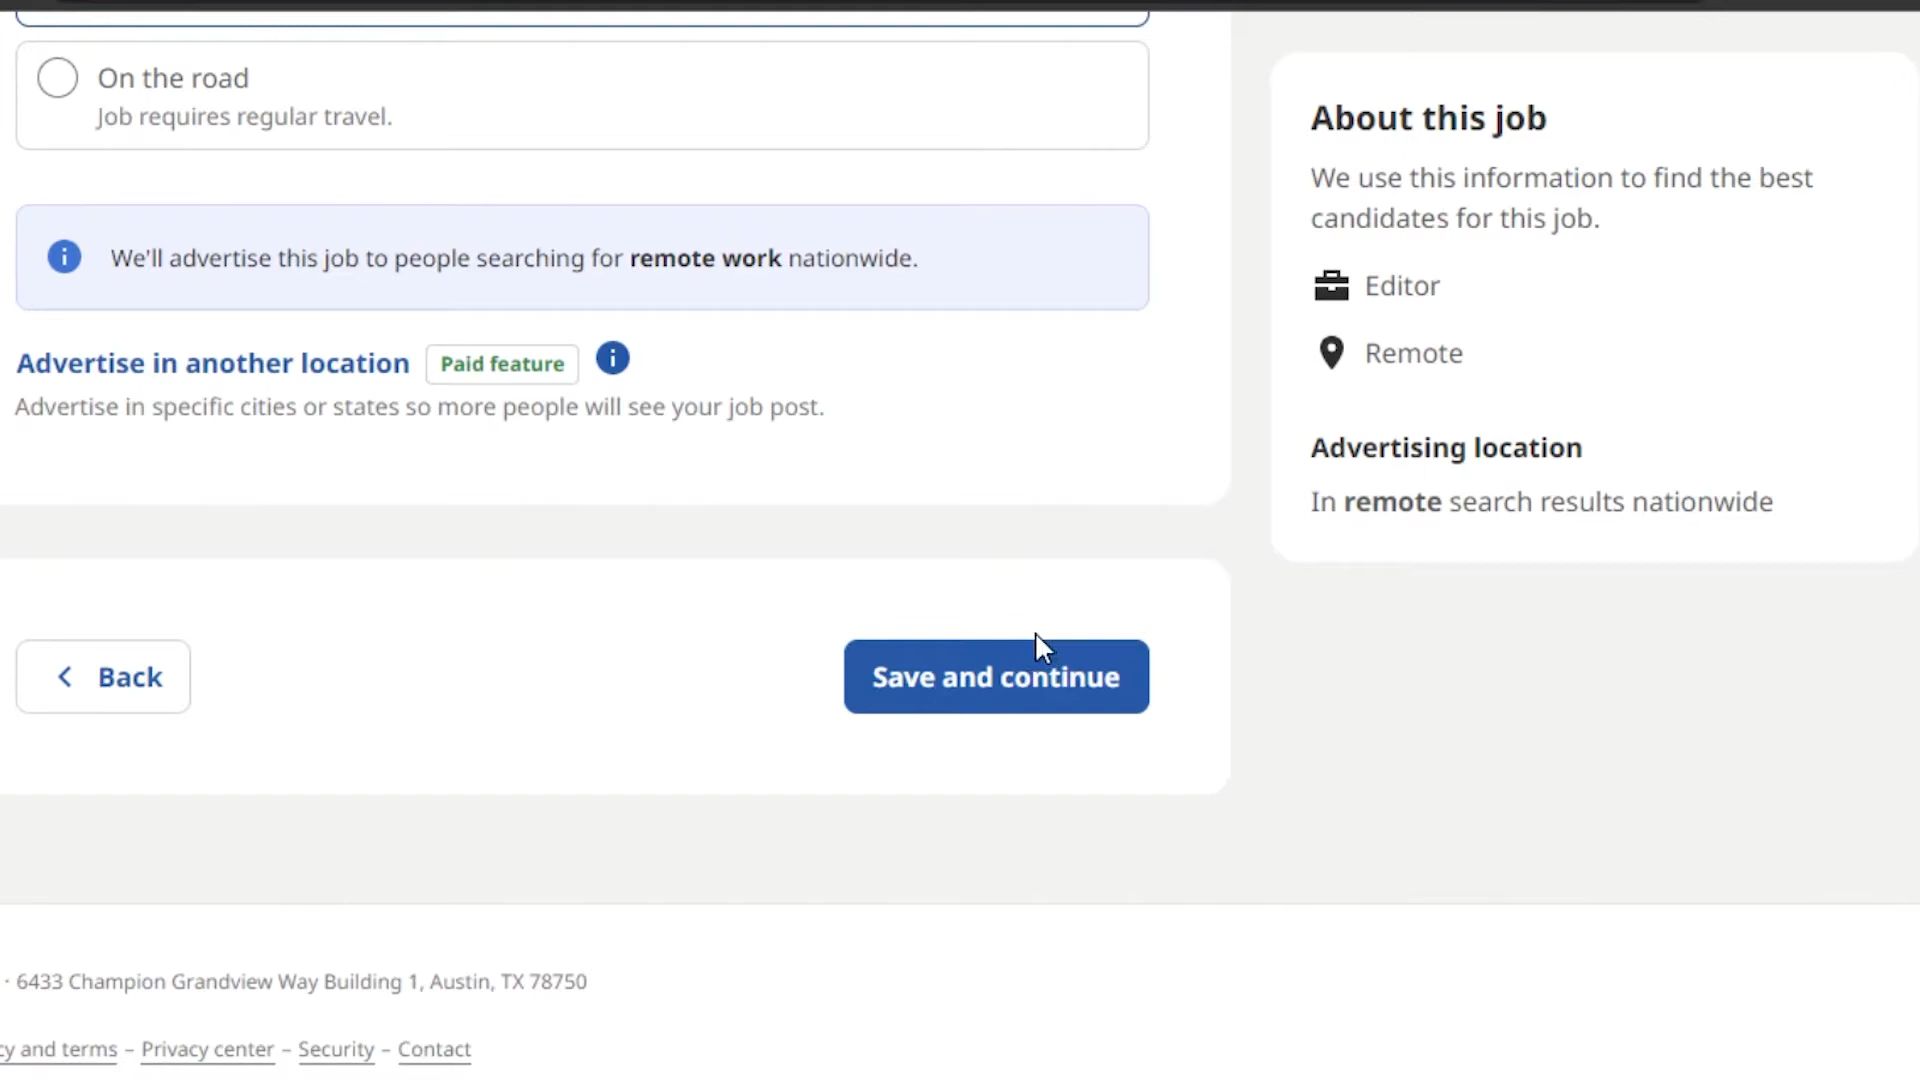 On the road
Job requires regular travel.
We'll advertise this job to people searching for remote work nationwide.
Advertise in another location
Paid feature
Advertise in specific cities or states so more people will see your job post.
Back
Save and continue
About this job
We use this information to find the best
candidates for this job.
Editor
Remote
Advertising location
In remote search results nationwide
· 6433 Champion Grandview Way Building 1, Austin, TX 78750
cy and terms – Privacy center – Security – Contact